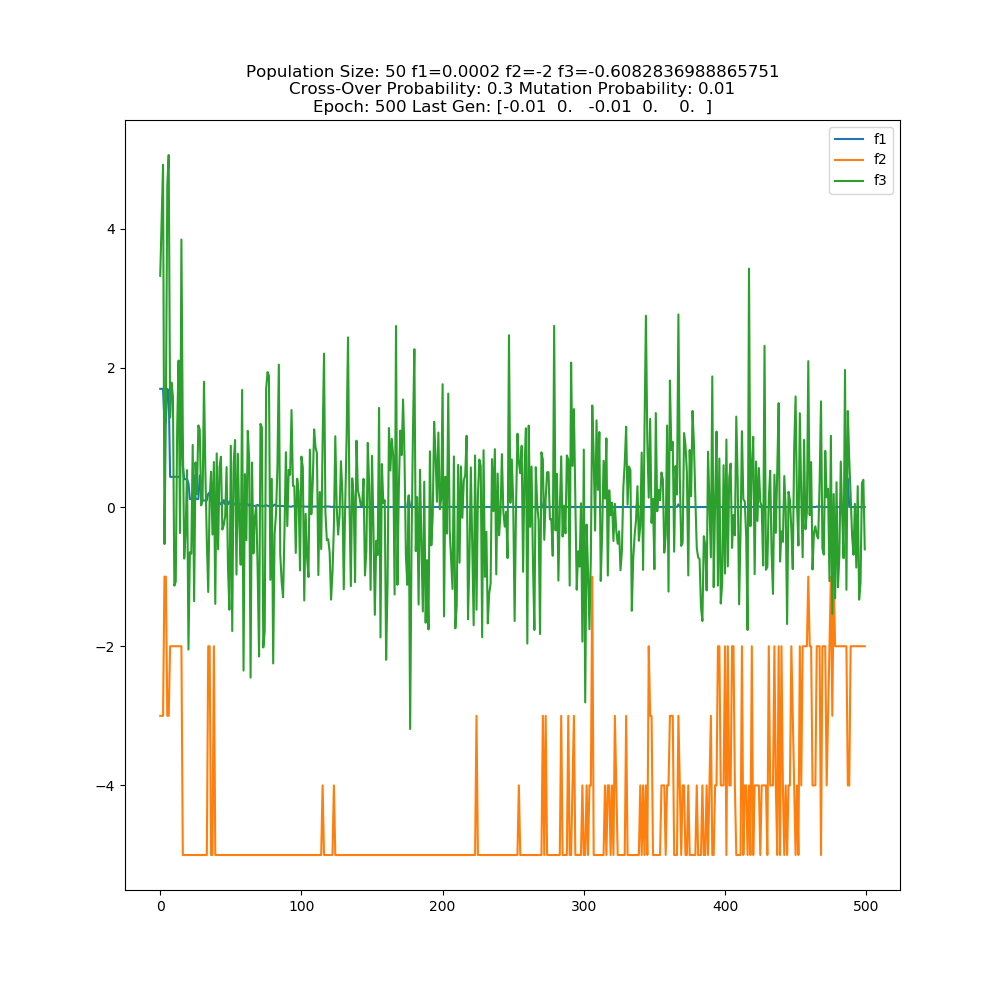 Population Size: 50 f1=0.0002 f2=-2 f3=-0.6082836988865751
Cross-Over Probability: 0.3 Mutation Probability: 0.01
Epoch: 500 Last Gen: [-0.01  0.   -0.01  0.    0.  ]
f1
f2
f3
4
2
0
−2
−4
0 100 200 300 400 500